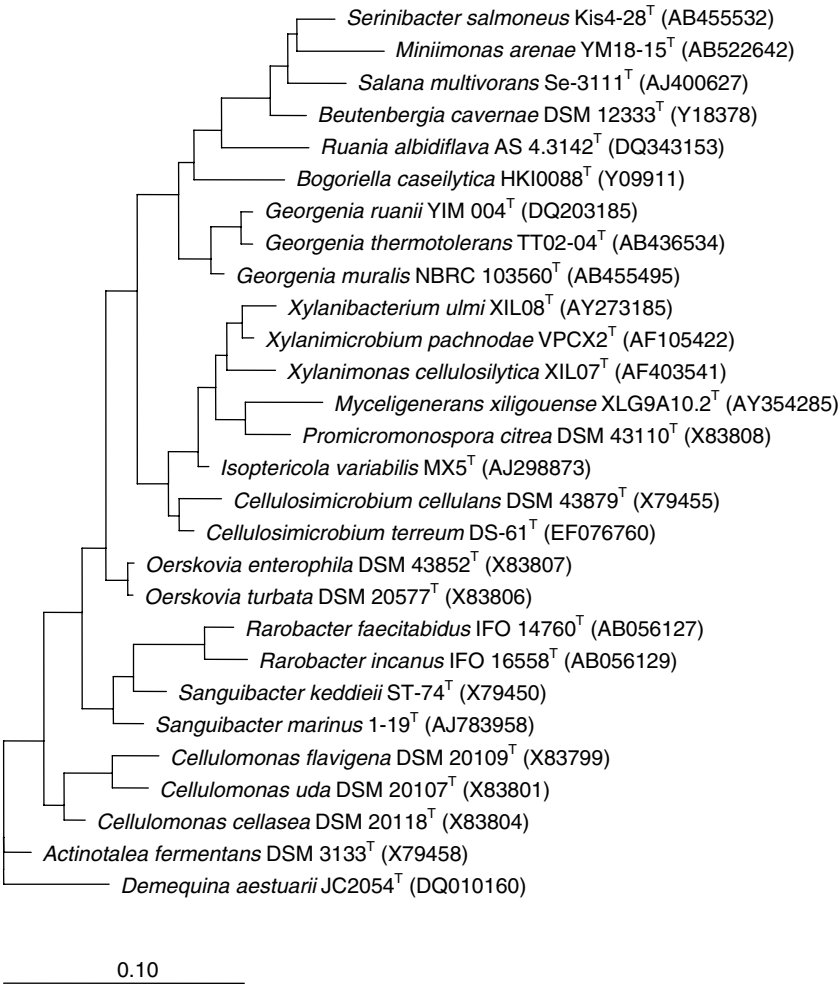 Serinibacter salmoneus Kis4-28T (AB455532)
Miniimonas arenae YM18-15T (AB522642)
Salana multivorans Se-3111T (AJ400627)
Beutenbergia cavernae DSM 12333T (Y18378)
Ruania albidiflava AS 4.3142T (DQ343153)
Bogoriella caseilytica HKI0088T (Y09911)
Georgenia ruanii YIM 004T (DQ203185)
Georgenia thermotolerans TT02-04T (AB436534)
Georgenia muralis NBRC 103560T (AB455495)
Xylanibacterium ulmi XIL08T (AY273185)
Xylanimicrobium pachnodae VPCX2T (AF105422)
Xylanimonas cellulosilytica XIL07T (AF403541)
Myceligenerans xiligouense XLG9A10.2T (AY354285)
Promicromonospora citrea DSM 43110T (X83808)
Isoptericola variabilis MX5T (AJ298873)
Cellulosimicrobium cellulans DSM 43879T (X79455)
Cellulosimicrobium terreum DS-61T (EF076760)
Oerskovia enterophila DSM 43852T (X83807)
Oerskovia turbata DSM 20577T (X83806)
Rarobacter faecitabidus IFO 14760T (AB056127)
Rarobacter incanus IFO 16558T (AB056129)
Sanguibacter keddieii ST-74T (X79450)
Sanguibacter marinus 1-19T (AJ783958)
Cellulomonas flavigena DSM 20109T (X83799)
Cellulomonas uda DSM 20107T (X83801)
Cellulomonas cellasea DSM 20118T (X83804)
Actinotalea fermentans DSM 3133T (X79458)
Demequina aestuarii JC2054T (DQ010160)
0.10